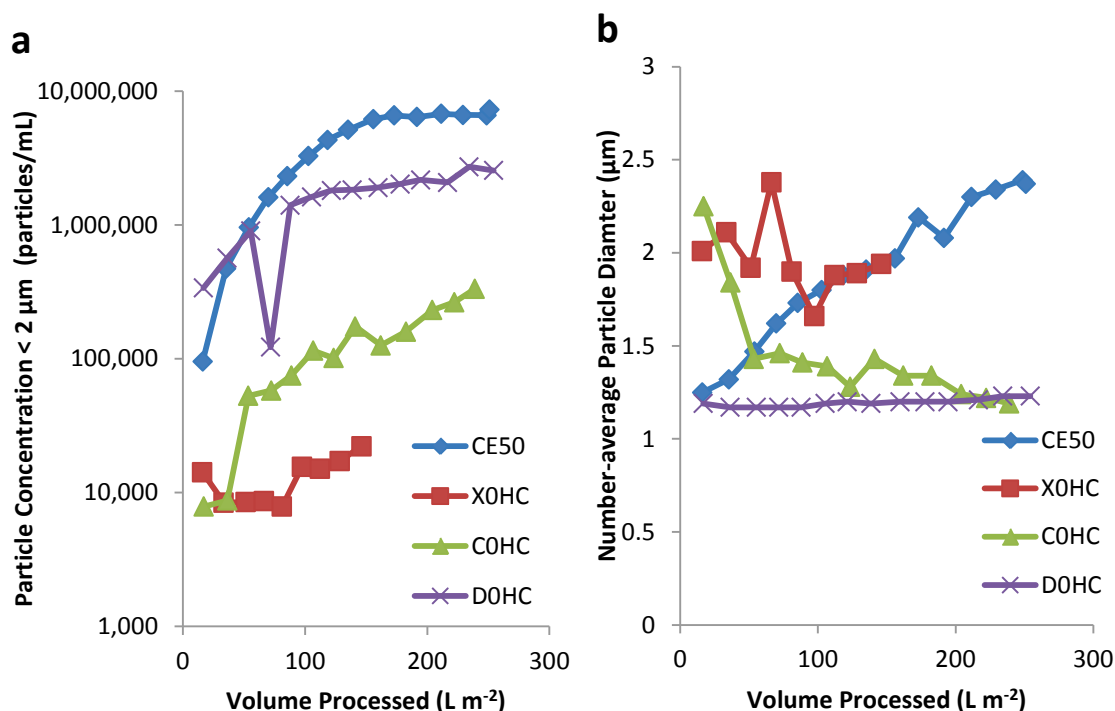 a
Particle Concentration < 2 µm (particles/mL)
10,000,000
1,000,000
100,000
10,000
1,000
0
100
200
300
Volume Processed (L m-2)
CE50
X0HC
C0HC
D0HC
b
Number-average Particle Diamter (µm)
3
2.5
2
1.5
1
0.5
0
0
100
200
300
Volume Processed (L m-2)
CE50
X0HC
C0HC
D0HC